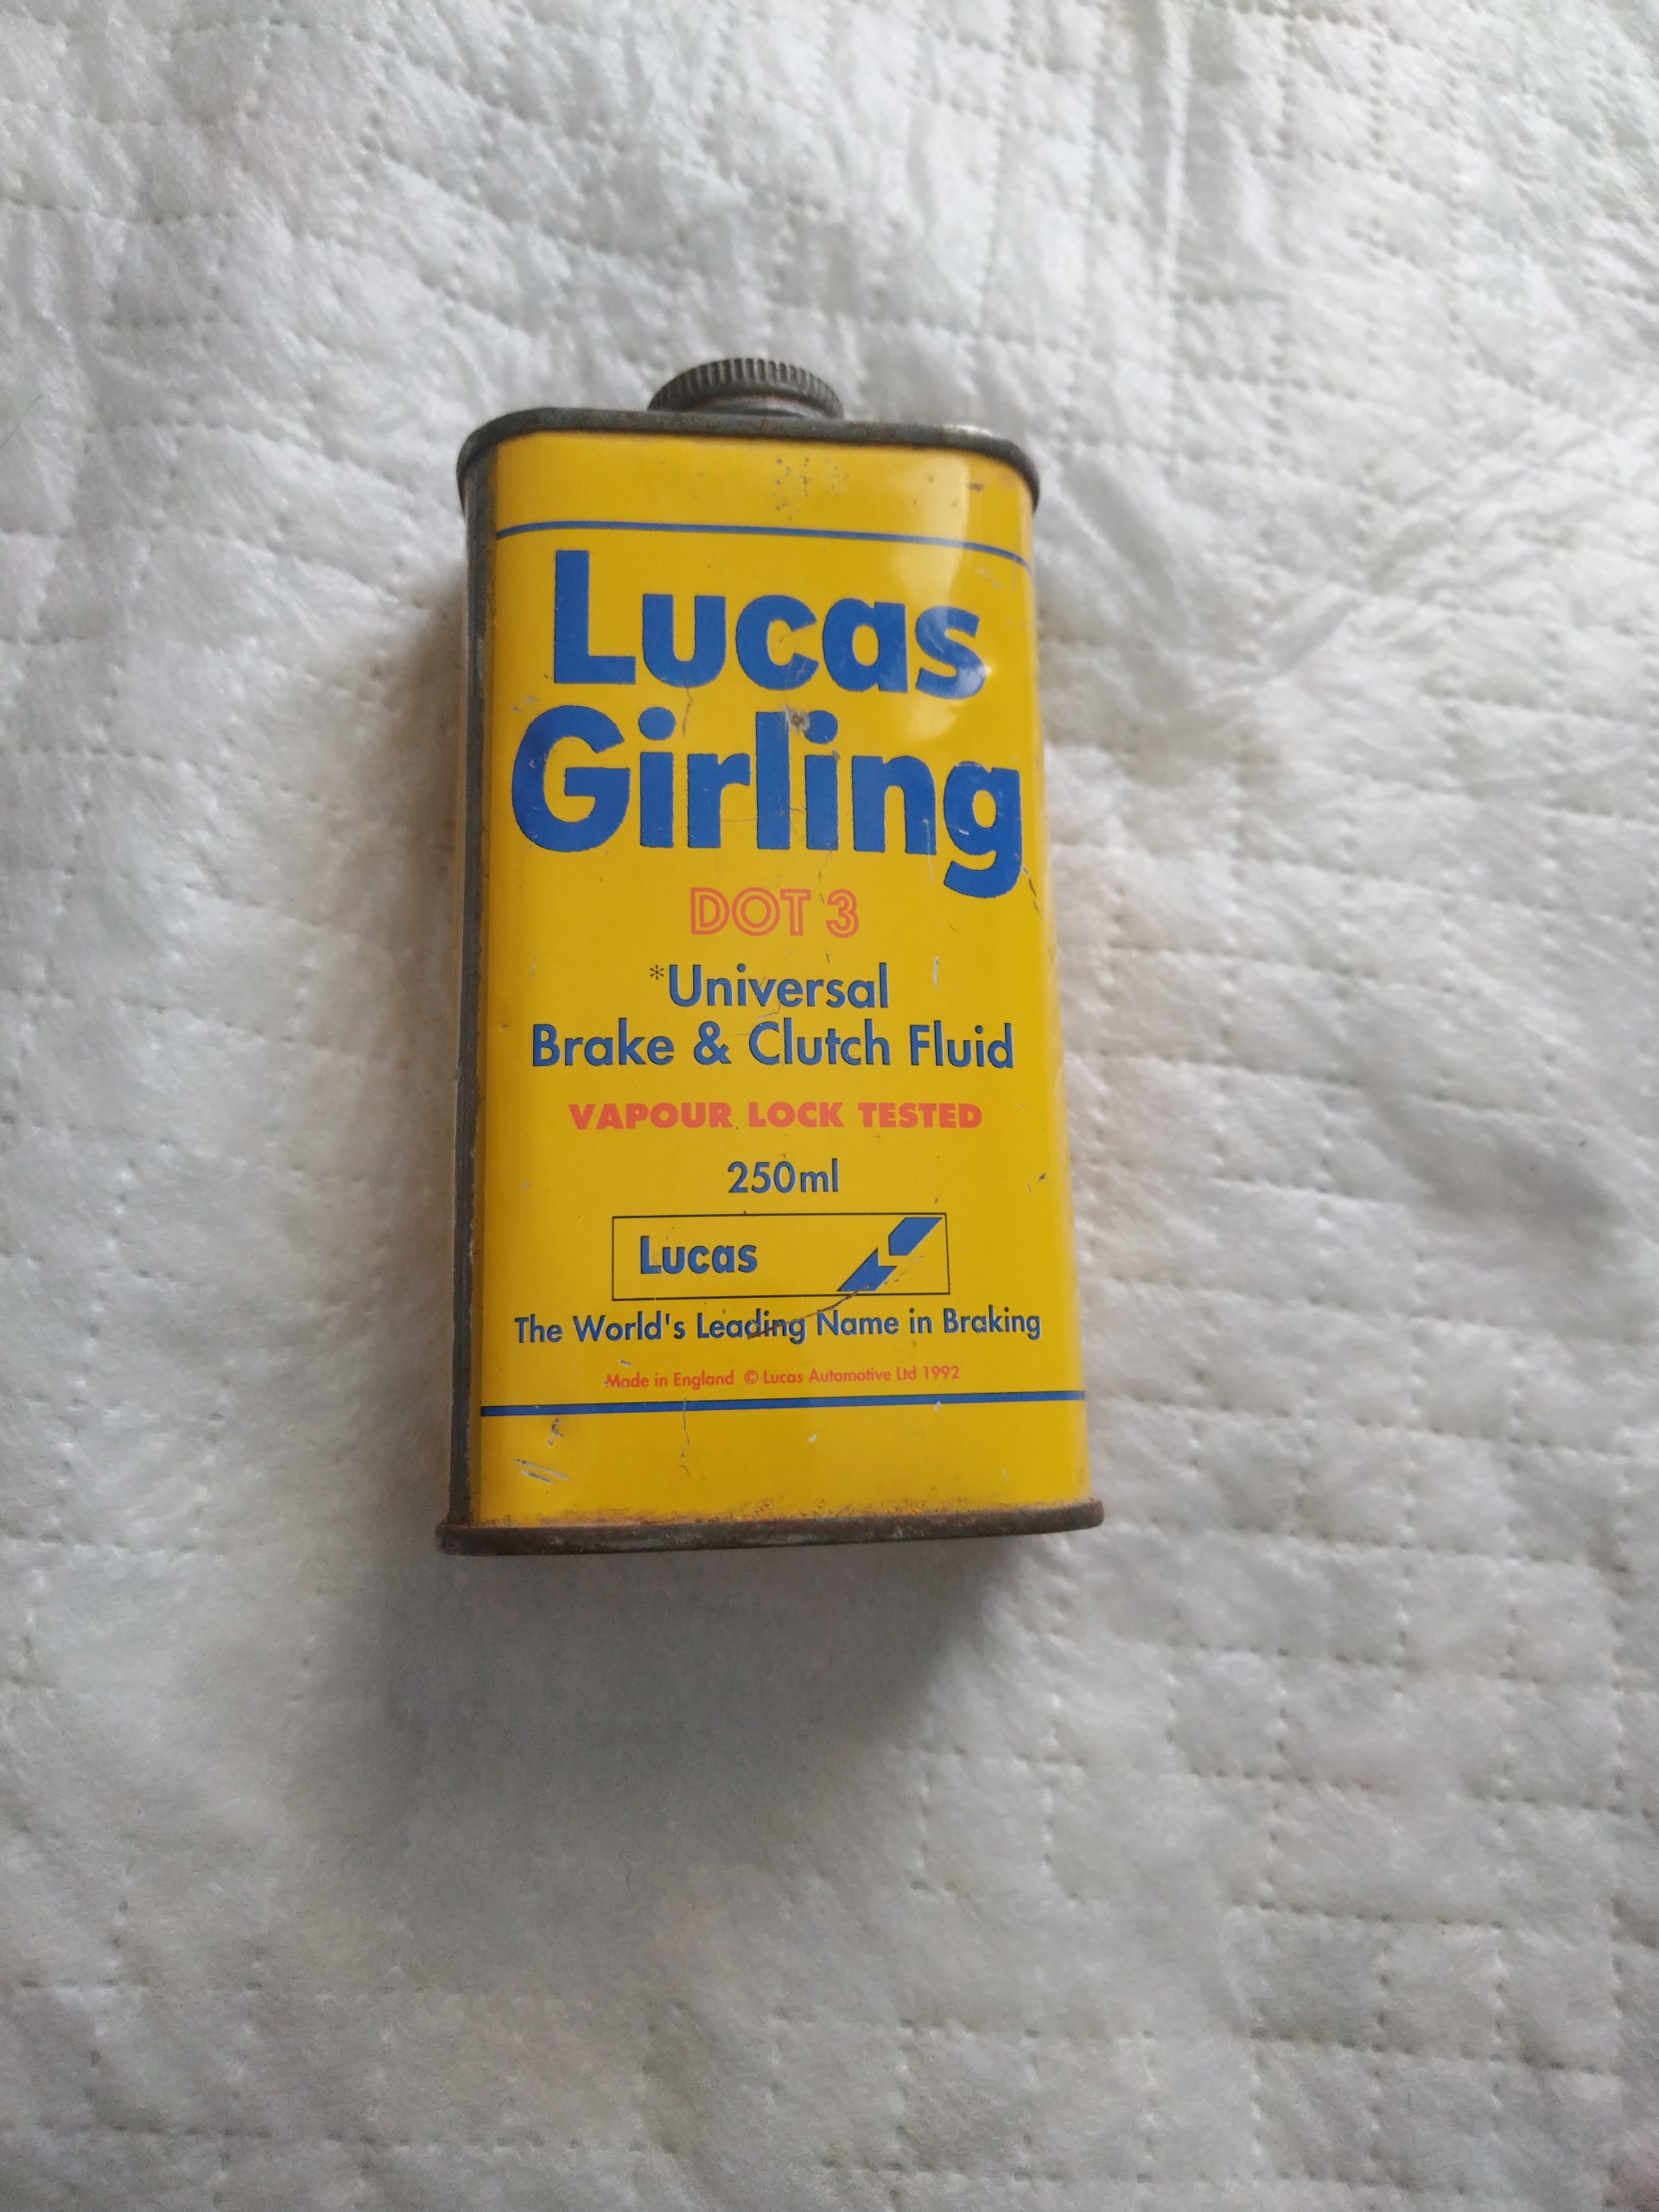 Lucas
Girling
DOT 3
*Universal
Brake & Clutch Fluid
VAPOUR LOCK TESTED
250ml
Lucas
The World's Leading Name in Braking
Made in England © Lucas Automotive Ltd 1992